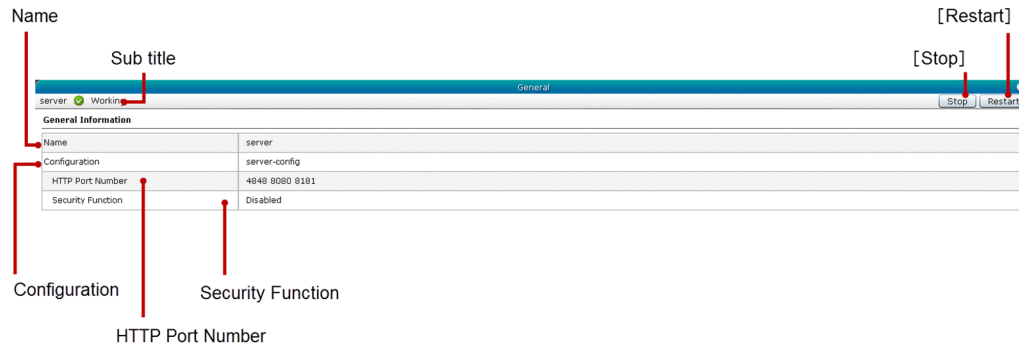 Name
[Restart]
Sub title
[Stop]
General
server Working
Stop Restart
General Information
Name server
Configuration server-config
HTTP Port Number 4848 8080 8181
Security Function Disabled
Configuration
Security Function
HTTP Port Number